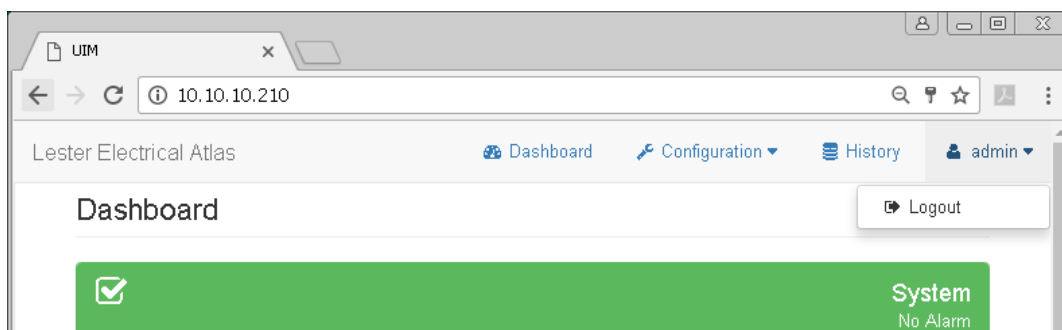 UIM
10.10.10.210
Lester Electrical Atlas Dashboard Configuration History admin
Dashboard Logout
System
No Alarm